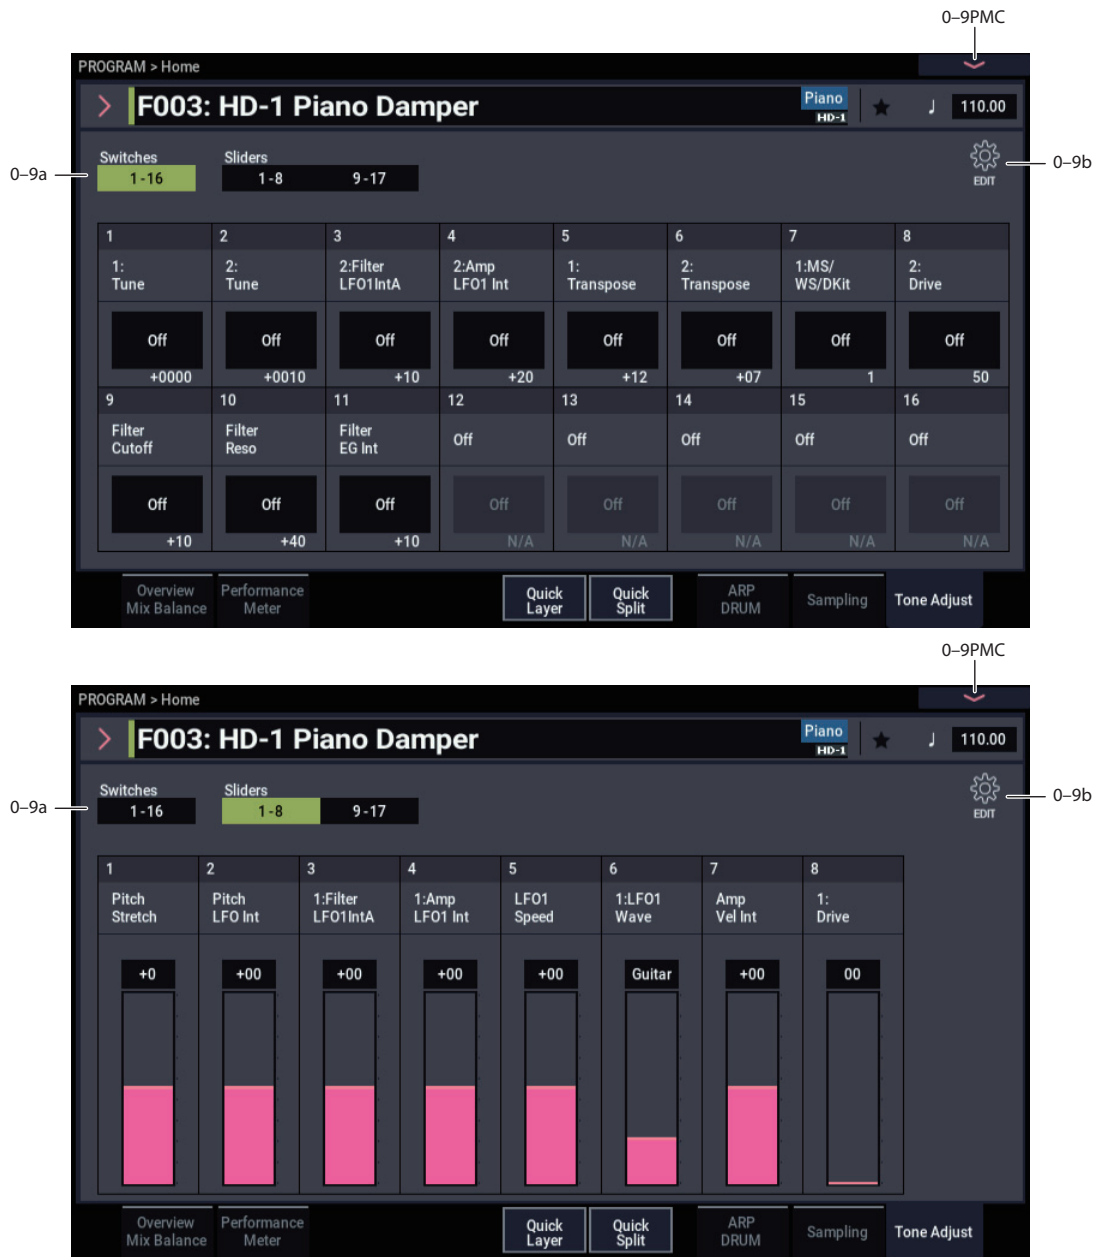 0–9PMC
PROGRAM > Home
F003: HD-1 Piano Damper
Piano
HD-1
110.00
Switches
Sliders
0–9a
1-16
1-8
9-17
EDIT
0–9b
1 2 3 4 5 6 7 8
1: 2: 2:Filter 2:Amp 1: 2: 1:MS/ 2:
Tune Tune LFO1IntA LFO1 Int Transpose Transpose WS/DKit Drive
Off Off Off Off Off Off Off Off
+0000 +0010 +10 +20 +12 +07 1 50
9 10 11 12 13 14 15 16
Filter Filter Filter
Cutoff Reso EG Int Off Off Off Off Off
Off Off Off Off Off Off Off Off
+10 +40 +10 N/A N/A N/A N/A N/A
Overview Performance Quick Quick ARP
Mix Balance Meter Layer Split DRUM Sampling Tone Adjust
0–9PMC
PROGRAM > Home
F003: HD-1 Piano Damper
Piano
HD-1
110.00
Switches
Sliders
0–9a
1-16
1-8
9-17
EDIT
0–9b
1 2 3 4 5 6 7 8
Pitch Pitch 1:Filter 1:Amp LFO1 1:LFO1 Amp 1:
Stretch LFO Int LFO1IntA LFO1 Int Speed Wave Vel Int Drive
+0 +00 +00 +00 +00 Guitar +00 00
Overview Performance Quick Quick ARP
Mix Balance Meter Layer Split DRUM Sampling Tone Adjust